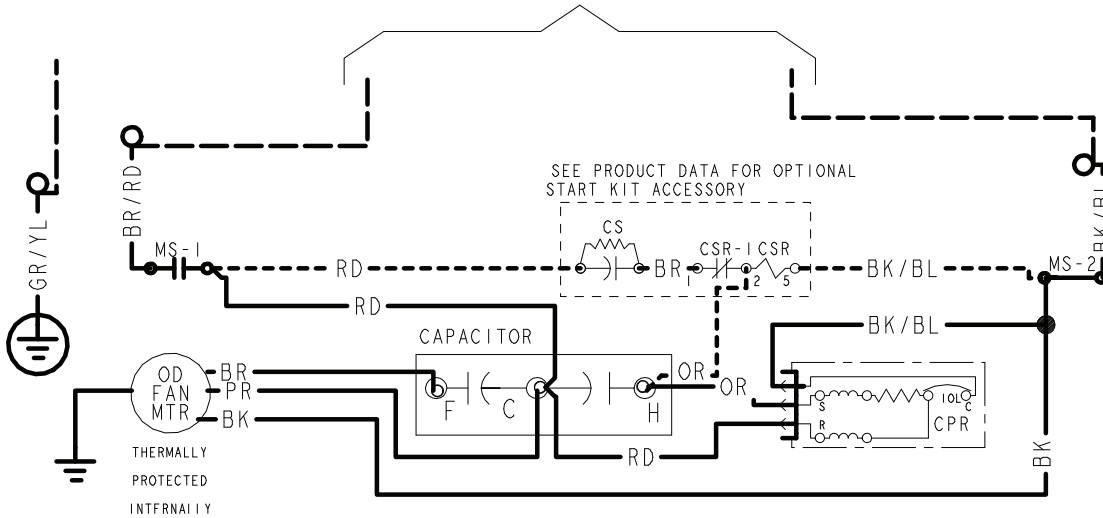 SEE PRODUCT DATA FOR OPTIONAL
START KIT ACCESSORY
BR/RD
GR/YL
BK/BL
CS
CSR-1 CSR
MS-1
RD
BR
1
2
5
BK/BL
MS-2
RD
BK/BL
CAPACITOR
OD
FAN
MTR
BR
PR
BK
F
C
H
OR
OR
S
R
IOL
C
CPR
RD
BK
THERMALLY
PROTECTED
INTERNALLY